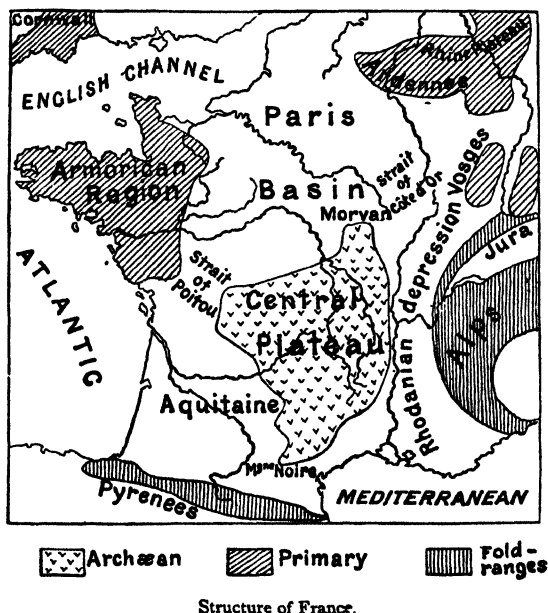 Cornwall
ENGLISH CHANNEL
Rhine Plateau
Ardennes
Paris
Basin
Armorican
Region
Strait
of
Côte d'Or
Morvan
Vosges
depression
Rhodanian
Jura
Alps
ATLANTIC
Strait
of
Poitou
Central
Plateau
Aquitaine
Mgne Noire
Pyrenees
MEDITERRANEAN
Archæan
Primary
Fold-
ranges
Structure of France.